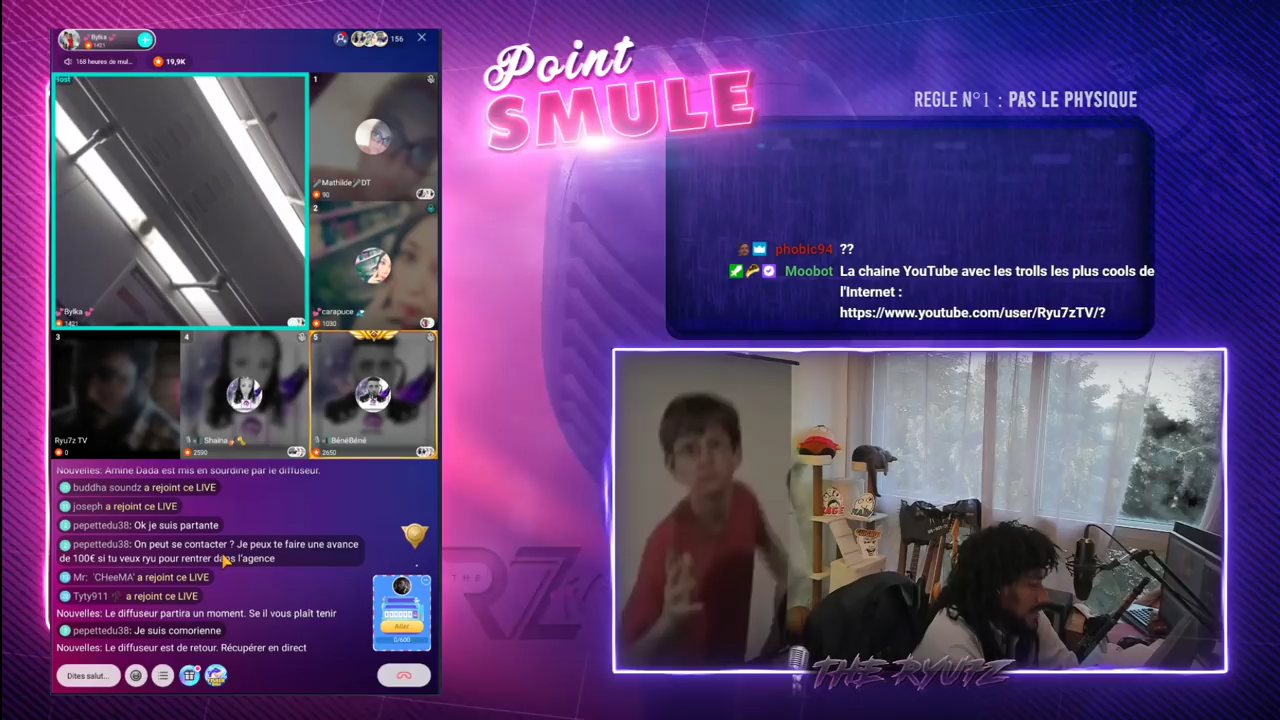 💕Bylka 💕
1421
156
168 heures de mul...
19,9K
Host
💕Bylka 💕
1421
1
🎤Mathilde🎤DT
90
2
💕carapuce
1030
3
Ryu7z TV
0
4
Shaïna
2590
5
BénéBéné
2650
Nouvelles: Amine Dada est mis en sourdine par le diffuseur.
buddha soundz a rejoint ce LIVE
joseph a rejoint ce LIVE
pepettedu38: Ok je suis partante
pepettedu38: On peut se contacter ? Je peux te faire une avance
de 100€ si tu veux ryu pour rentrer dans l'agence
Mr: 'CHeeMA' a rejoint ce LIVE
Tyty911 a rejoint ce LIVE
Nouvelles: Le diffuseur partira un moment. Se il vous plaît tenir
pepettedu38: Je suis comorienne
Nouvelles: Le diffuseur est de retour. Récupérer en direct
Aller
0/600
Dites salut...
Point
SMULE
REGLE N°1 : PAS LE PHYSIQUE
phobic94 ??
Moobot La chaine YouTube avec les trolls les plus cools de
l'Internet :
https://www.youtube.com/user/Ryu7zTV/?
THE
RZ
THE RYU7Z